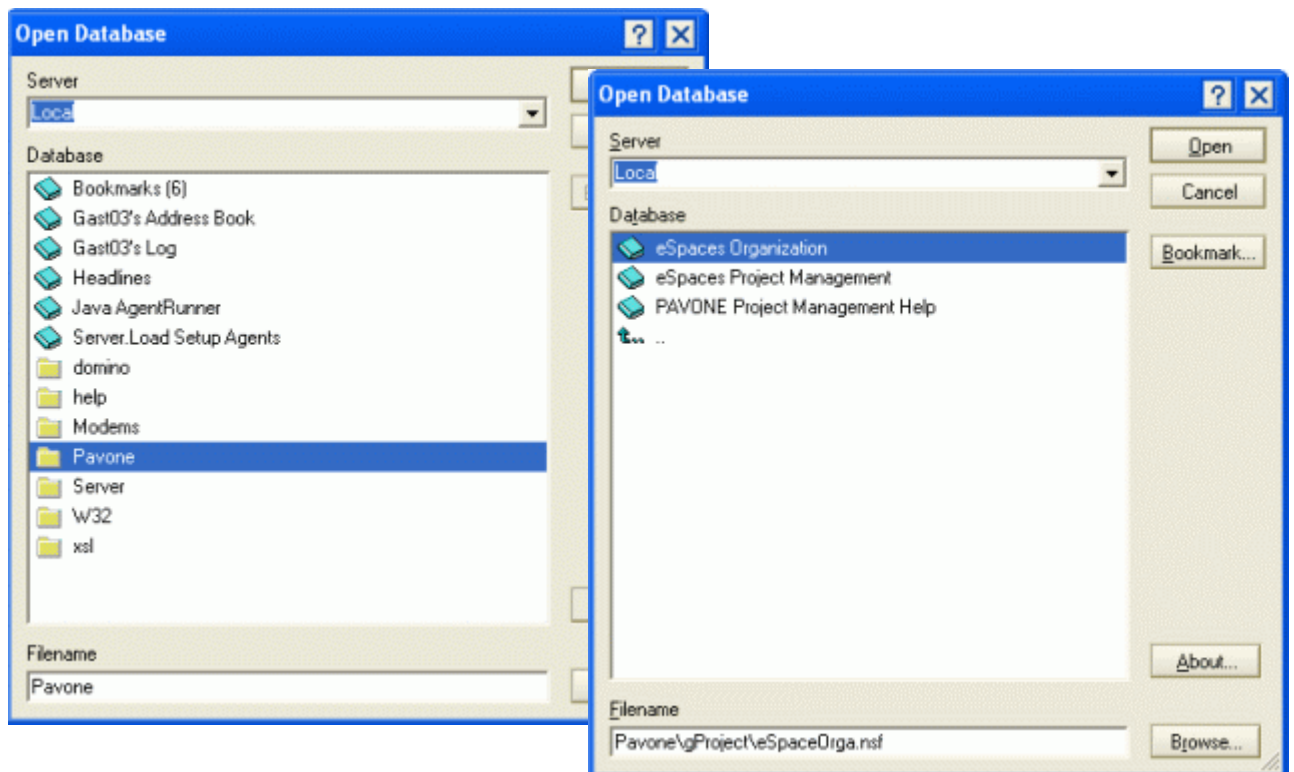 Open Database
Server
Local
Database
Bookmarks (6)
Gast03's Address Book
Gast03's Log
Headlines
Java AgentRunner
Server.Load Setup Agents
domino
help
Modems
Pavone
Server
W32
xsl
Filename
Pavone
Open Database
Server
Local
Open
Cancel
Database
Bookmark...
eSpaces Organization
eSpaces Project Management
PAVONE Project Management Help
..
About...
Filename
Pavone\gProject\eSpaceOrga.nsf
Browse...